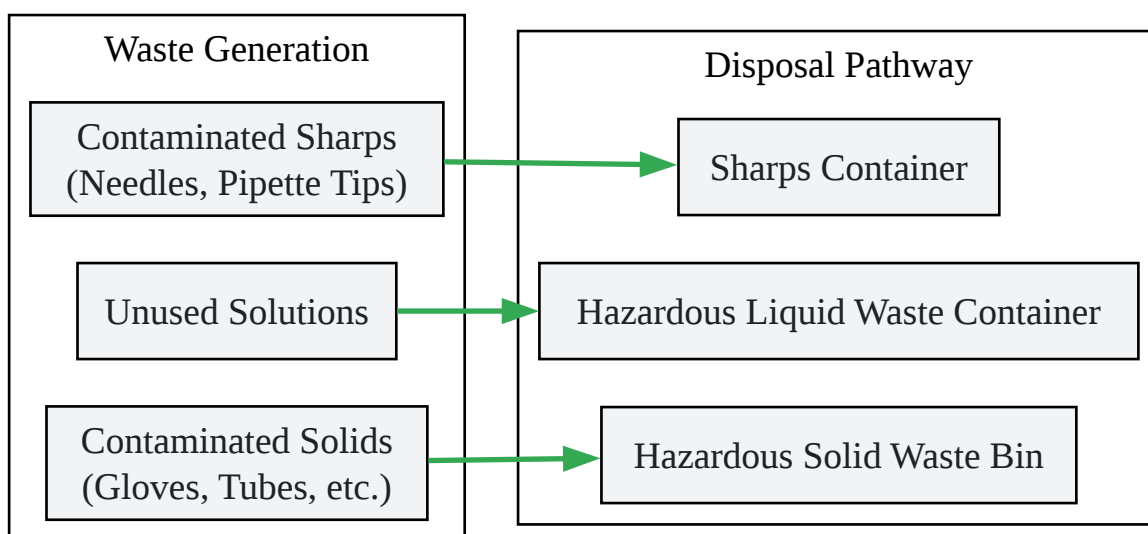 Waste Generation
Contaminated Sharps
(Needles, Pipette Tips)
Unused Solutions
Contaminated Solids
(Gloves, Tubes, etc.)
Disposal Pathway
Sharps Container
Hazardous Liquid Waste Container
Hazardous Solid Waste Bin